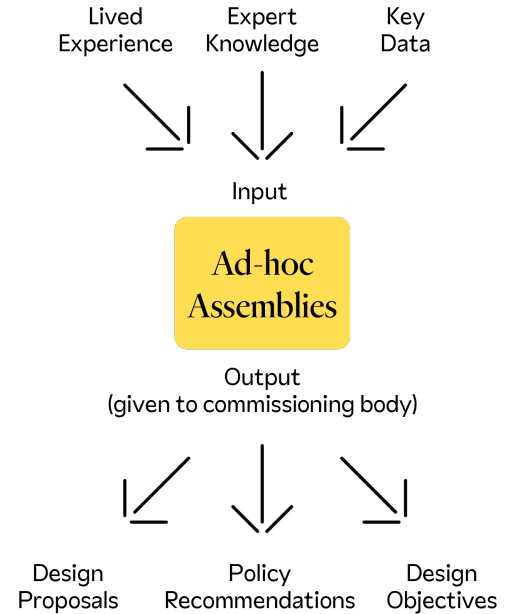 Lived
Experience
Expert
Knowledge
Key
Data
Input
Ad-hoc
Assemblies
Output
(given to commissioning body)
Design
Proposals
Policy
Recommendations
Design
Objectives